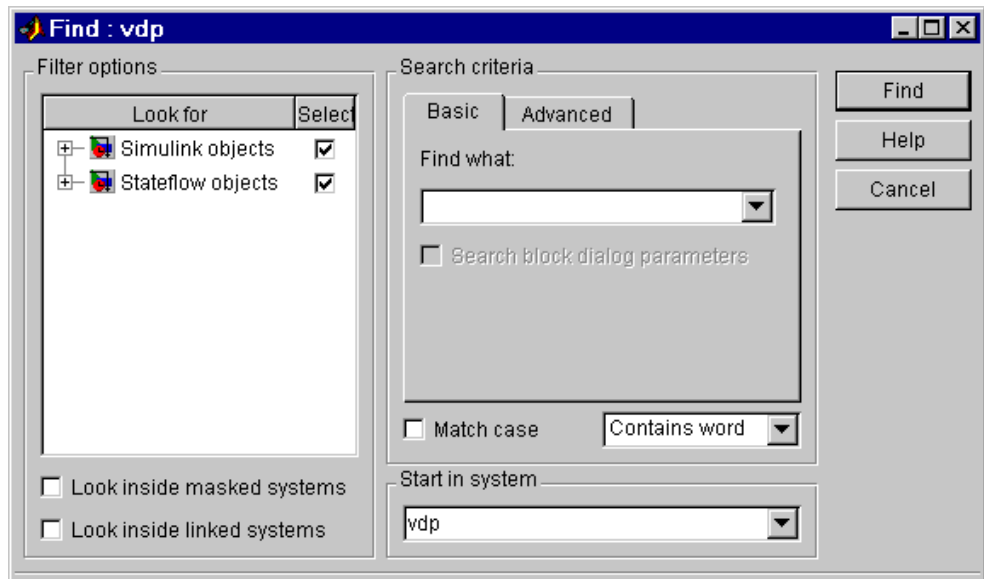 Find : vdp
Filter options
Look for
Select
Simulink objects
Stateflow objects
Look inside masked systems
Look inside linked systems
Search criteria
Basic
Advanced
Find what:
Search block dialog parameters
Match case
Contains word
Start in system
vdp
Find
Help
Cancel